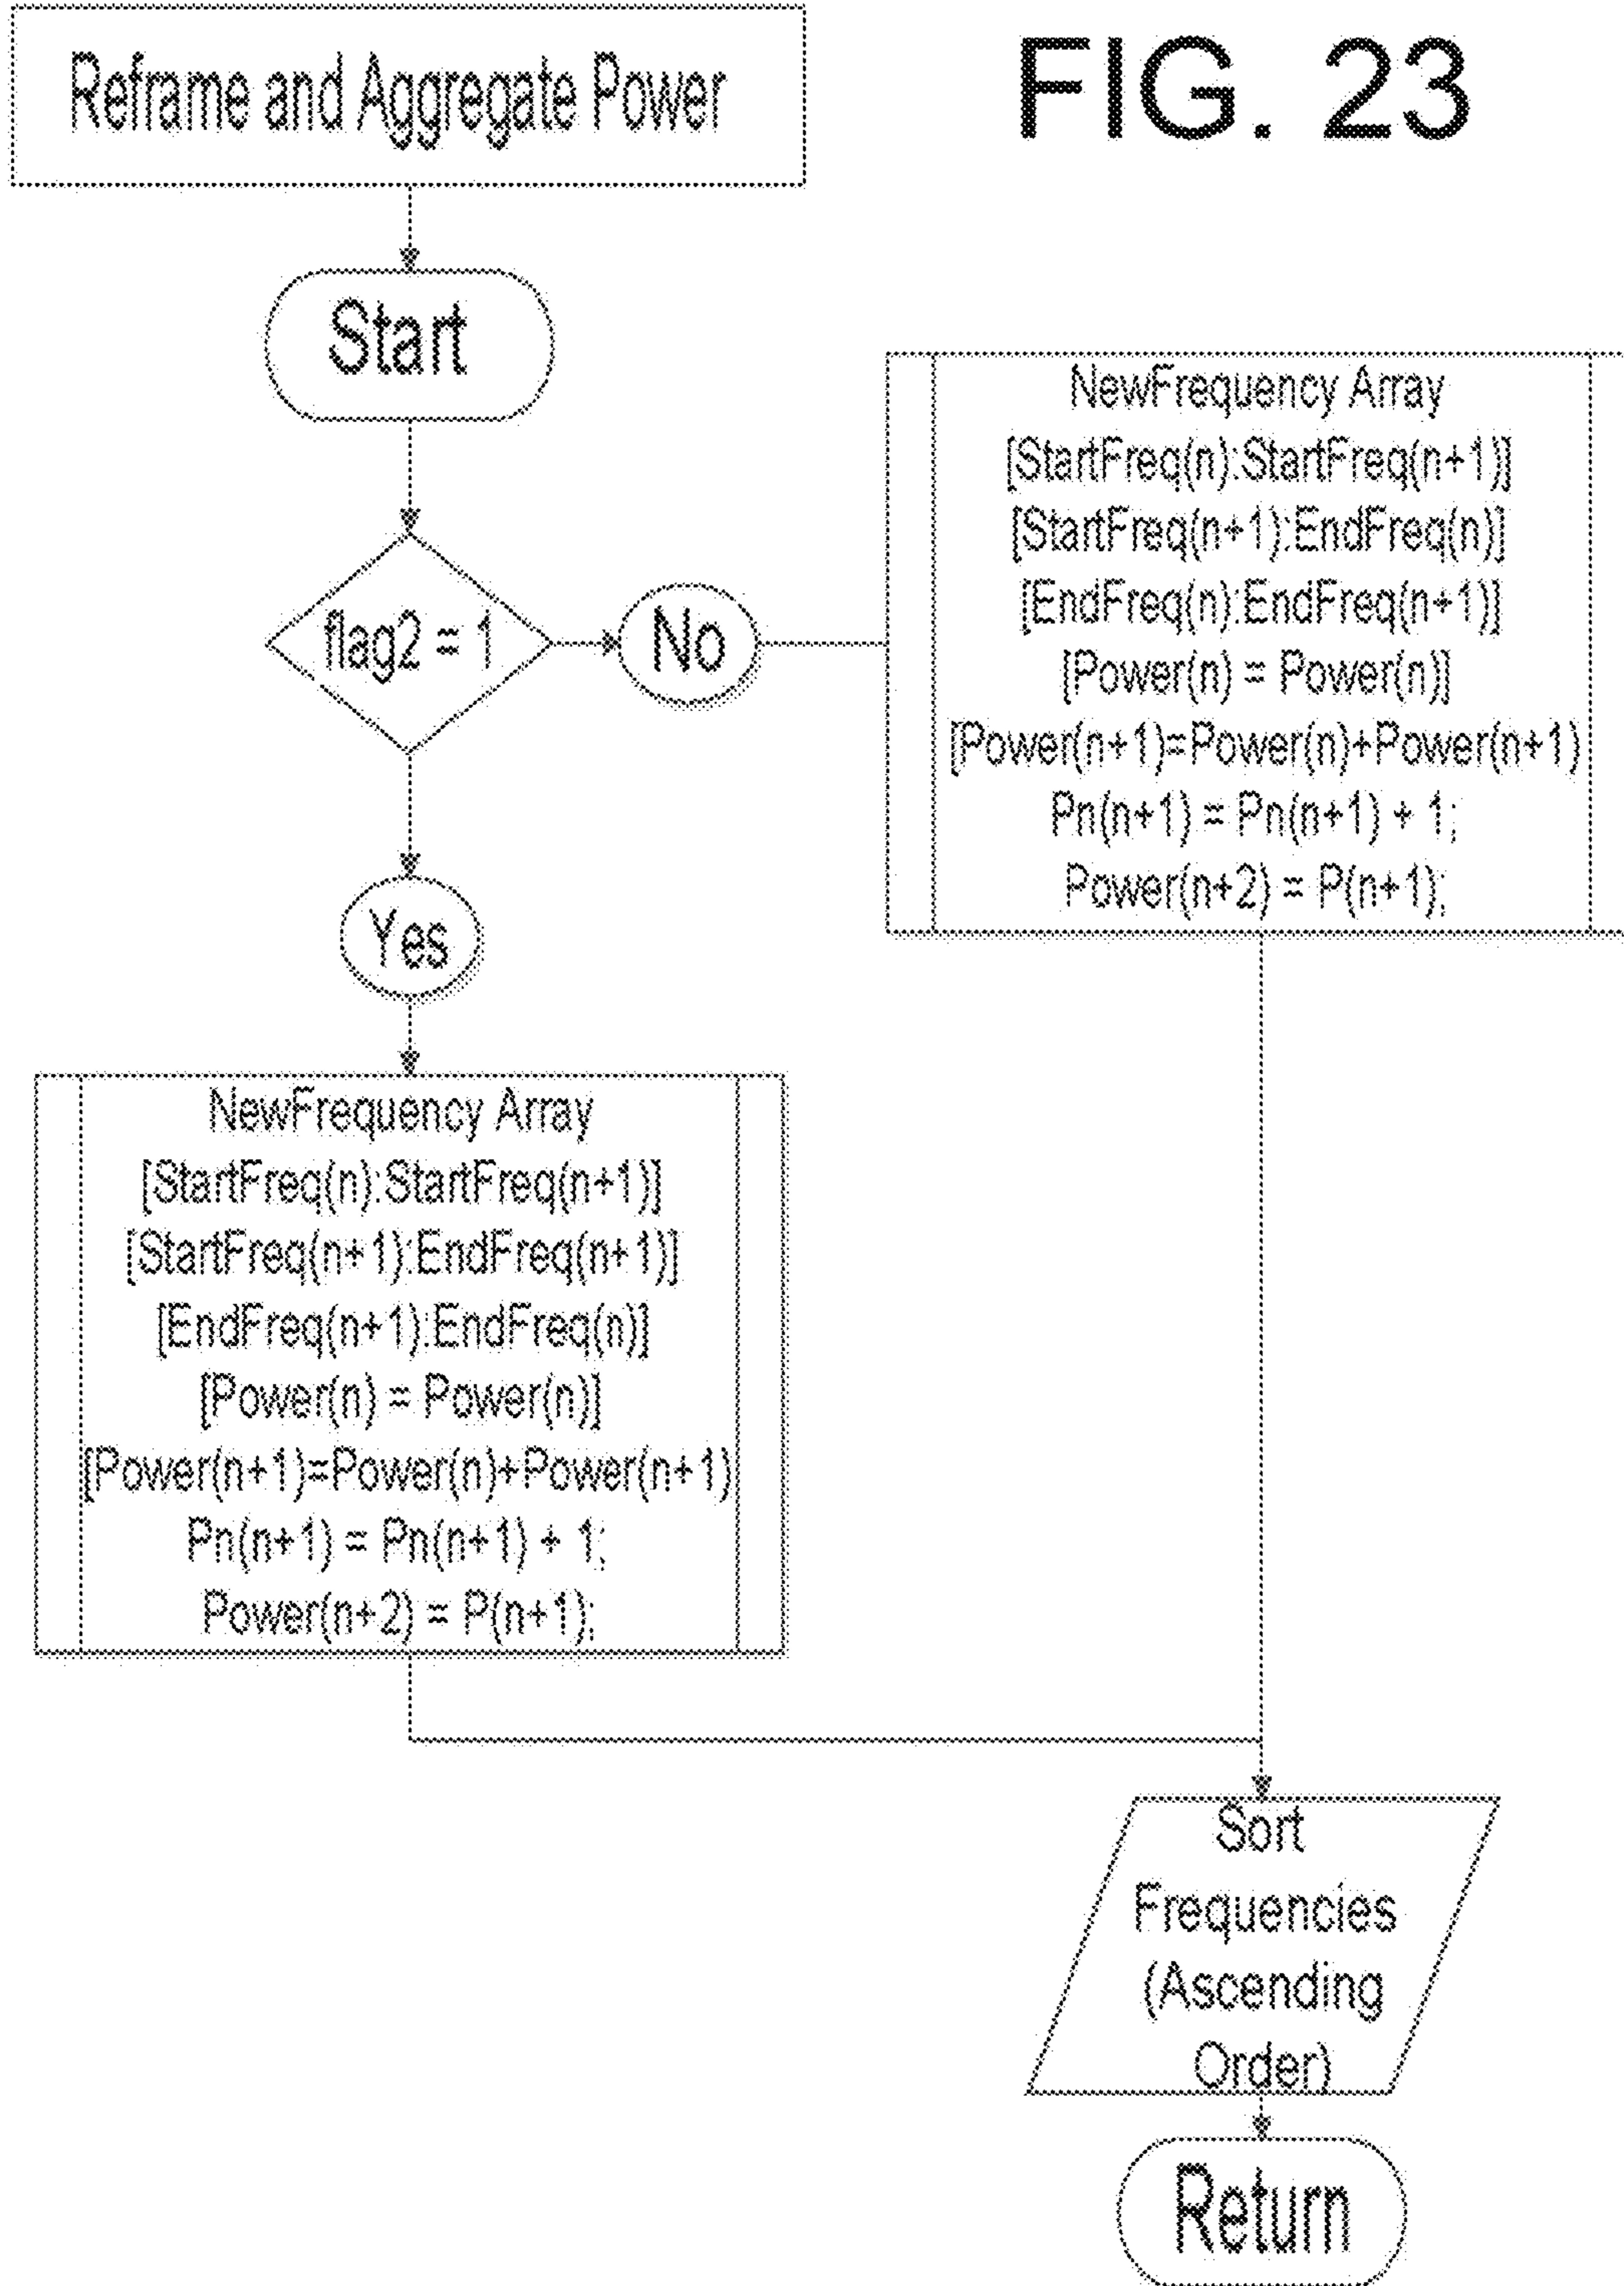 Reframe and Aggregate Power
FIG. 23
Start
flag2 = 1
No
NewFrequency Array
[StartFreq(n):StartFreq(n+1)]
[StartFreq(n+1):EndFreq(n)]
[EndFreq(n):EndFreq(n+1)]
[Power(n) = Power(n)]
[Power(n+1)=Power(n)+Power(n+1)
Pn(n+1) = Pn(n+1) + 1;
Power(n+2) = P(n+1);
Yes
NewFrequency Array
[StartFreq(n):StartFreq(n+1)]
[StartFreq(n+1):EndFreq(n+1)]
[EndFreq(n+1):EndFreq(n)]
[Power(n) = Power(n)]
[Power(n+1)=Power(n)+Power(n+1)
Pn(n+1) = Pn(n+1) + 1;
Power(n+2) = P(n+1);
Sort
Frequencies
(Ascending
Order)
Return